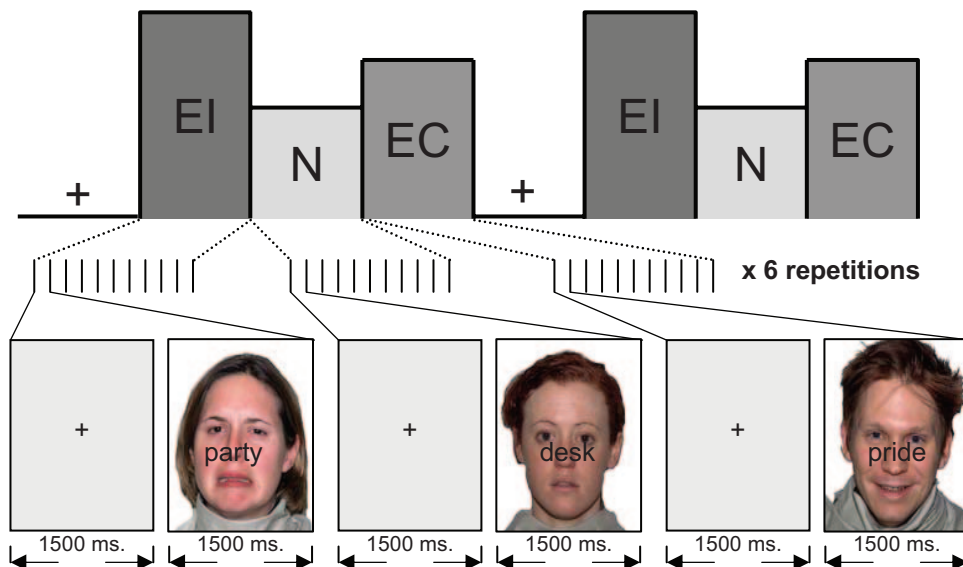 EI
N
EC
+
+
EI
N
EC
x 6 repetitions
+
party
+
desk
+
pride
1500 ms.
1500 ms.
1500 ms.
1500 ms.
1500 ms.
1500 ms.